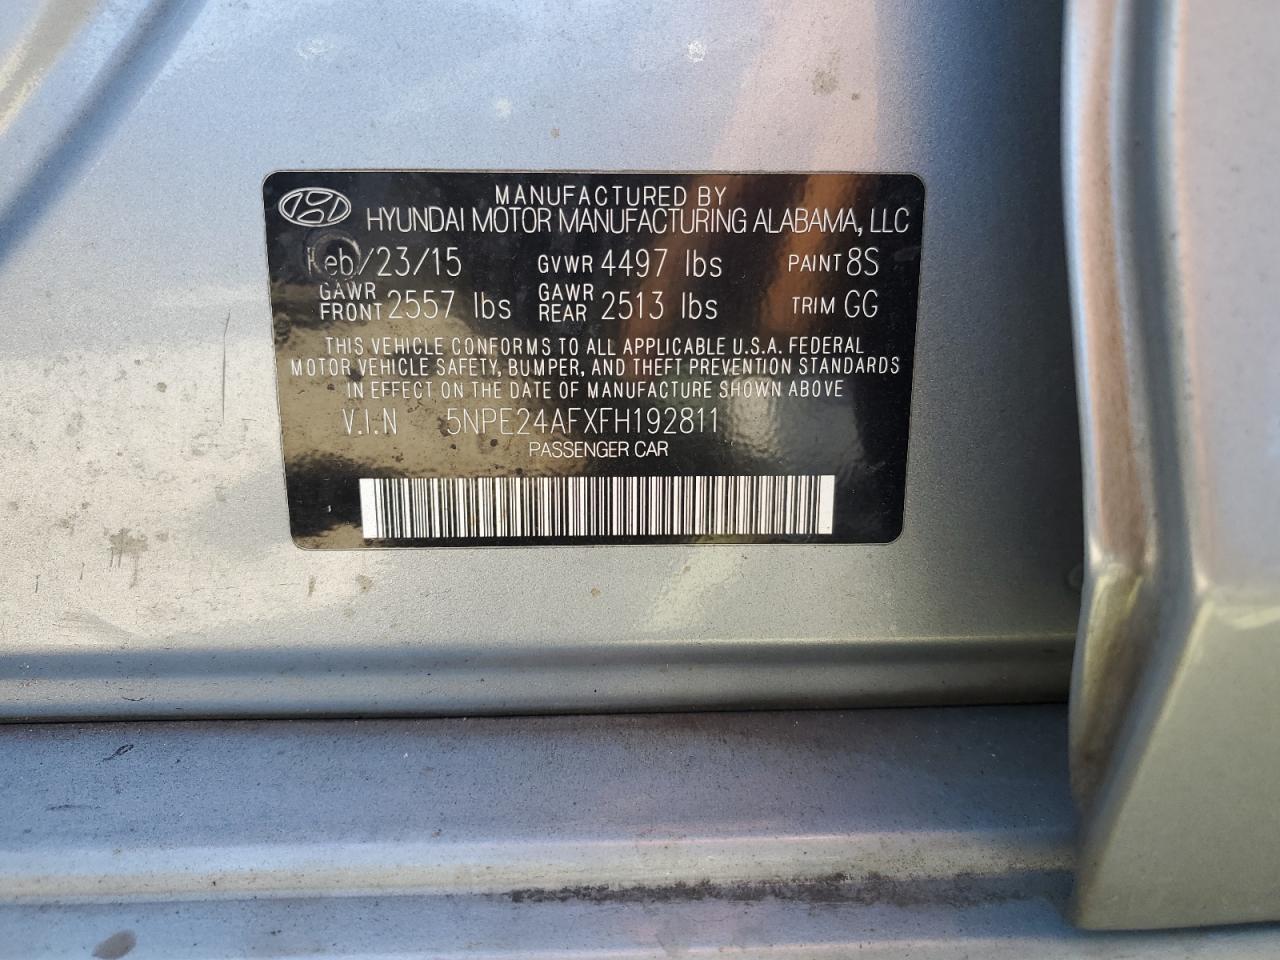 MANUFACTURED BY
HYUNDAI MOTOR MANUFACTURING ALABAMA, LLC
Feb/23/15 GVWR 4497 lbs PAINT 8S
GAWR FRONT 2557 lbs GAWR REAR 2513 lbs TRIM GG
THIS VEHICLE CONFORMS TO ALL APPLICABLE U.S.A. FEDERAL
MOTOR VEHICLE SAFETY, BUMPER, AND THEFT PREVENTION STANDARDS
IN EFFECT ON THE DATE OF MANUFACTURE SHOWN ABOVE
V.I.N 5NPE24AFXFH192811
PASSENGER CAR